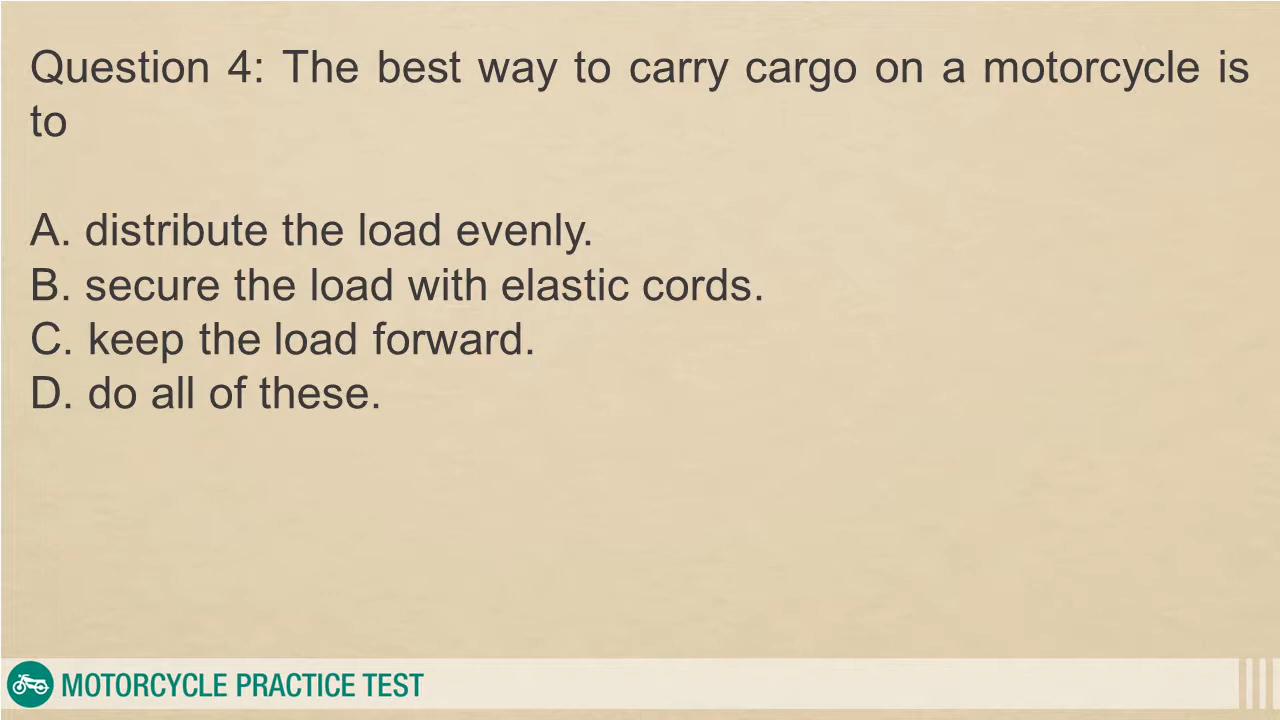 Question 4: The best way to carry cargo on a motorcycle is
to
A. distribute the load evenly.
B. secure the load with elastic cords.
C. keep the load forward.
D. do all of these.
MOTORCYCLE PRACTICE TEST